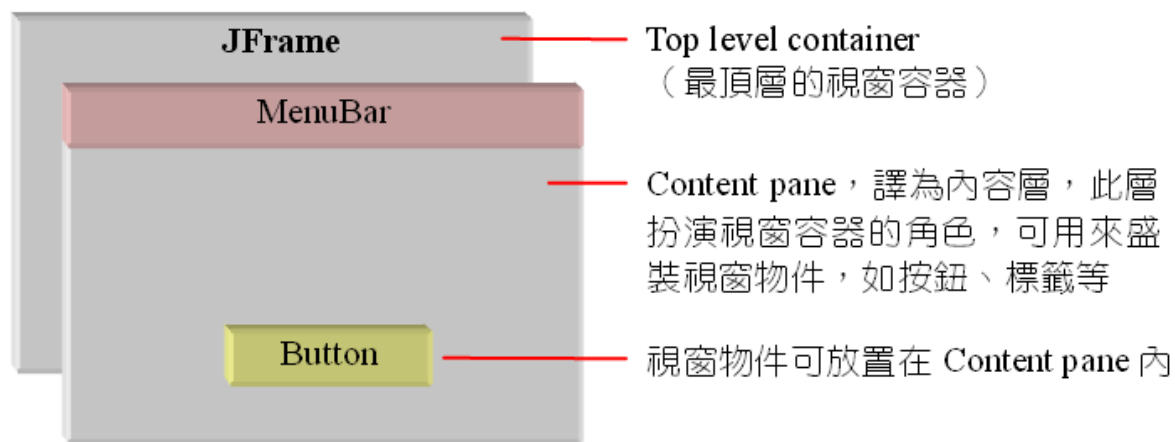 JFrame
Top level container
（最頂層的視窗容器）
MenuBar
Content pane，譯為內容層，此層
扮演視窗容器的角色，可用來盛
裝視窗物件，如按鈕、標籤等
Button
視窗物件可放置在 Content pane 內